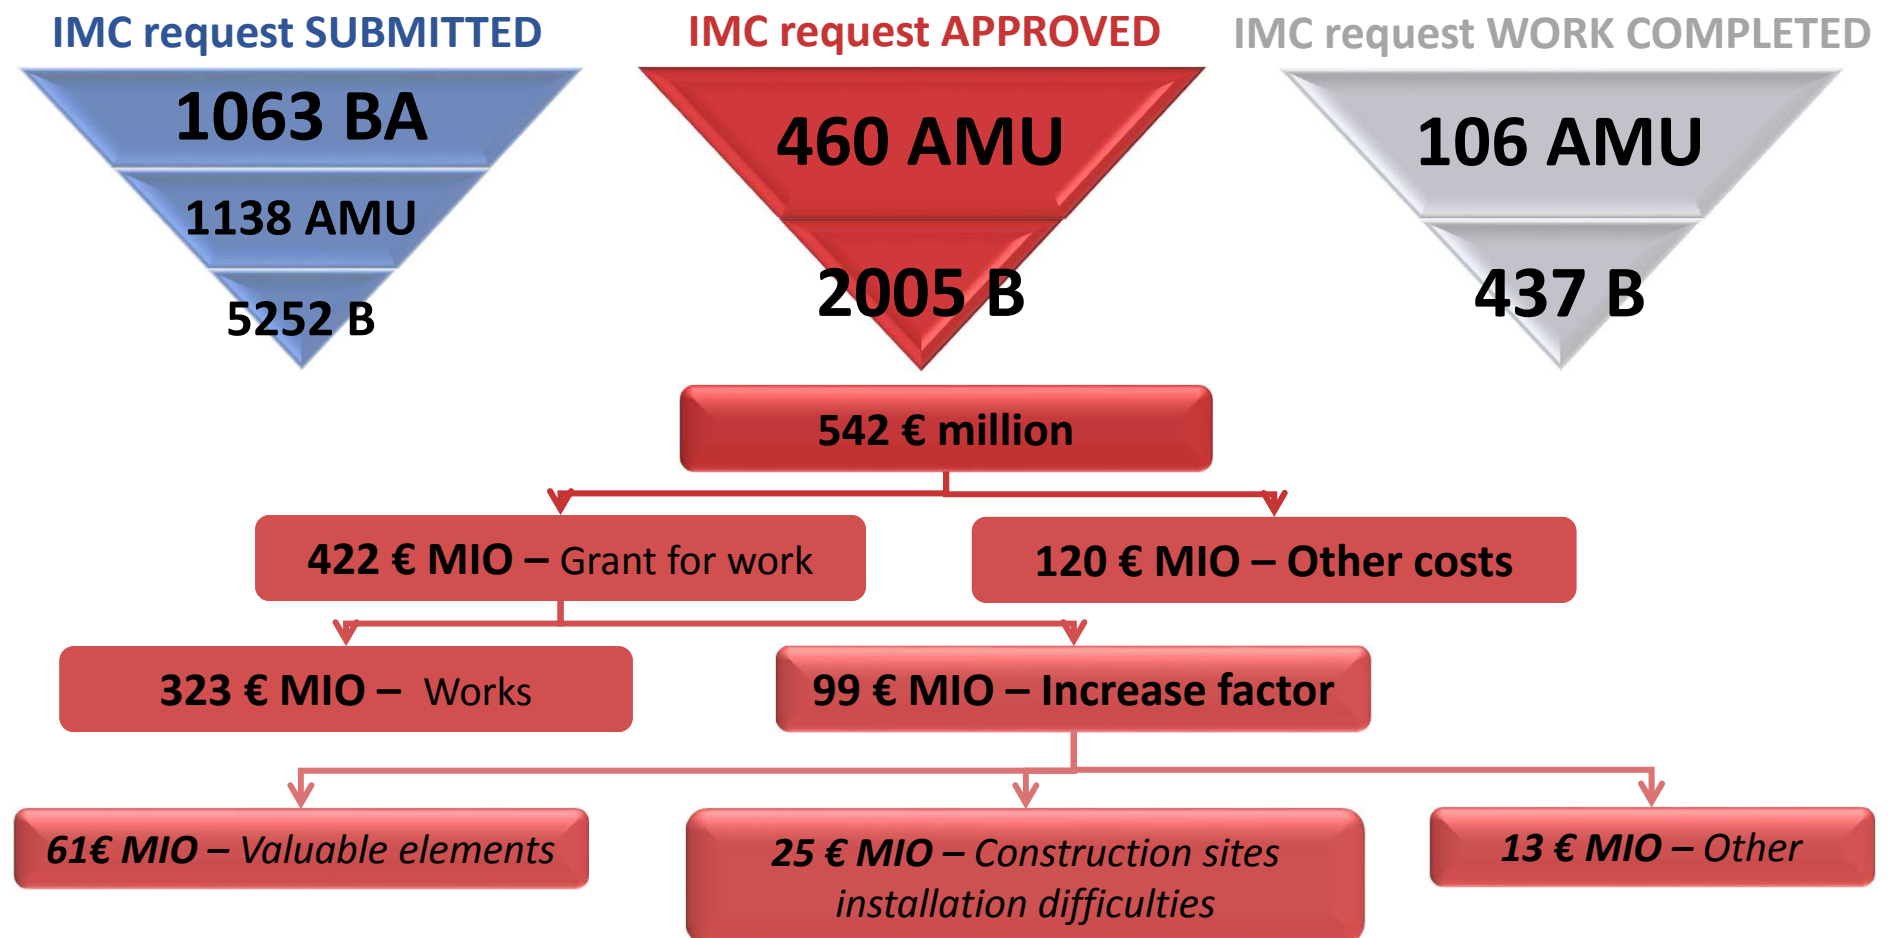 IMC request SUBMITTED
1063 BA
1138 AMU
5252 B
IMC request APPROVED
460 AMU
2005 B
IMC request WORK COMPLETED
106 AMU
437 B
542 € million
422 € MIO – Grant for work
120 € MIO – Other costs
323 € MIO – Works
99 € MIO – Increase factor
61€ MIO – Valuable elements
25 € MIO – Construction sites
installation difficulties
13 € MIO – Other